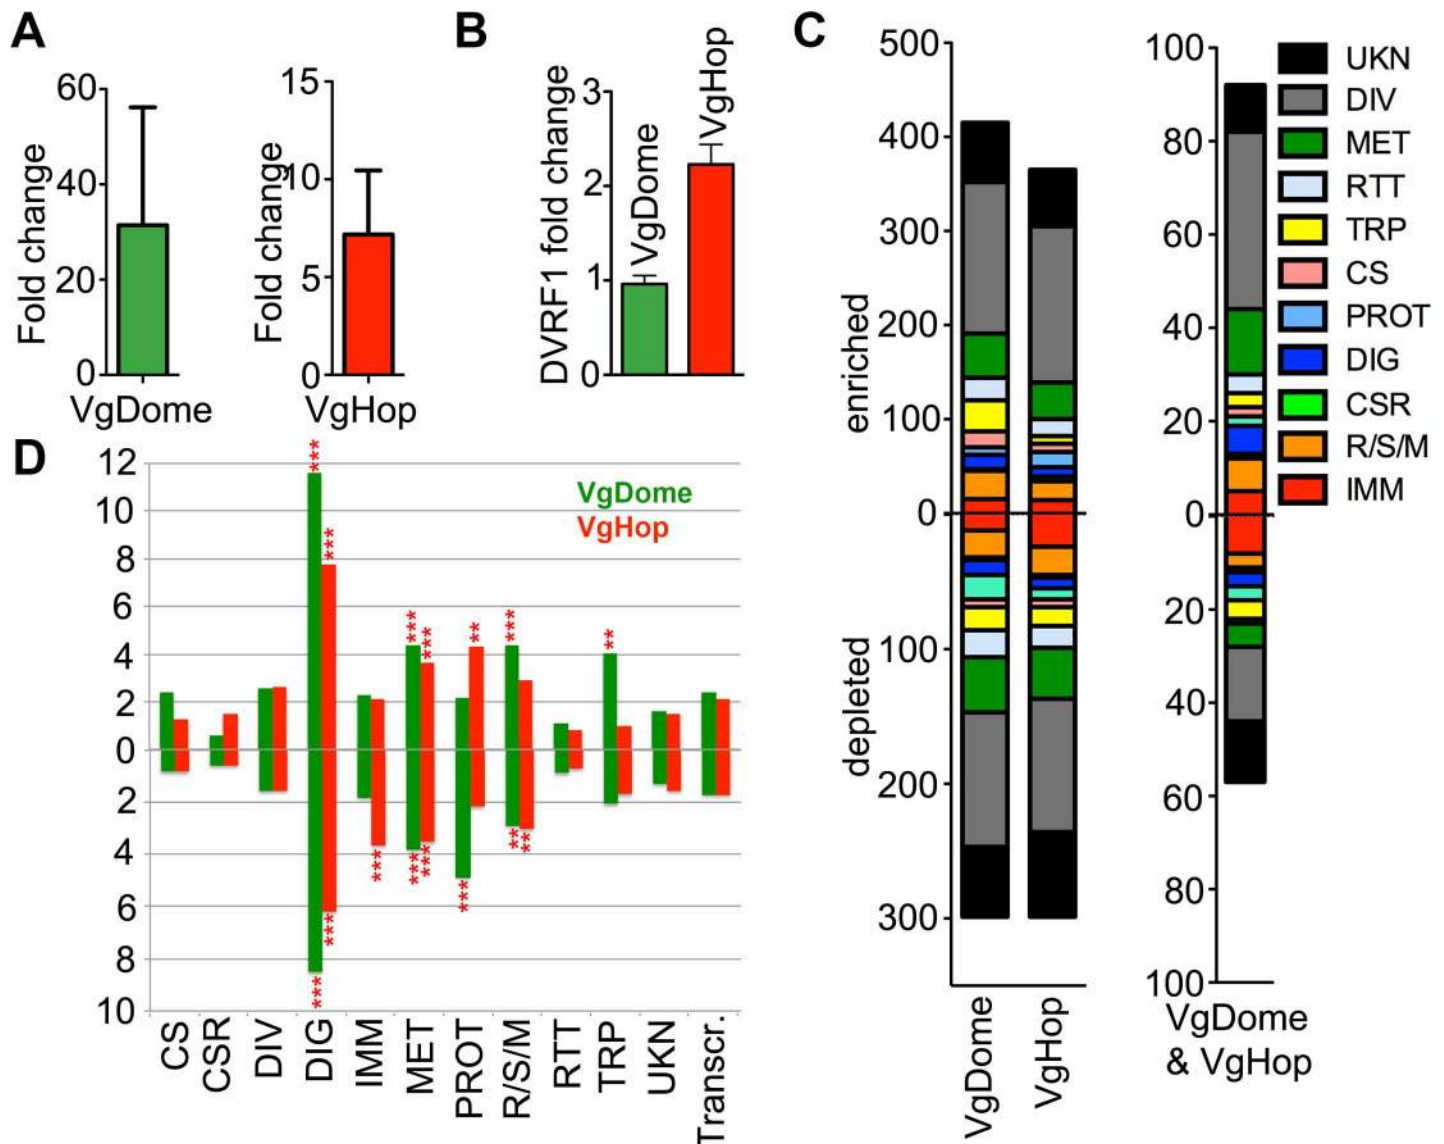 A
Fold change
60
40
20
0
VgDome
Fold change
15
10
5
0
VgHop
B
DVRF1 fold change
3
2
1
0
VgDome
VgHop
C
enriched
depleted
500
400
300
200
100
0
100
200
300
VgDome
VgHop
100
80
60
40
20
0
20
40
60
80
100
VgDome
& VgHop
UKN
DIV
MET
RTT
TRP
CS
PROT
DIG
CSR
R/S/M
IMM
D
12
10
8
6
4
2
0
2
4
6
8
10
VgDome
VgHop
***
***
***
***
**
***
**
***
***
***
***
***
***
**
**
CS
CSR
DIV
DIG
IMM
MET
PROT
R/S/M
RTT
TRP
UKN
Transcr.